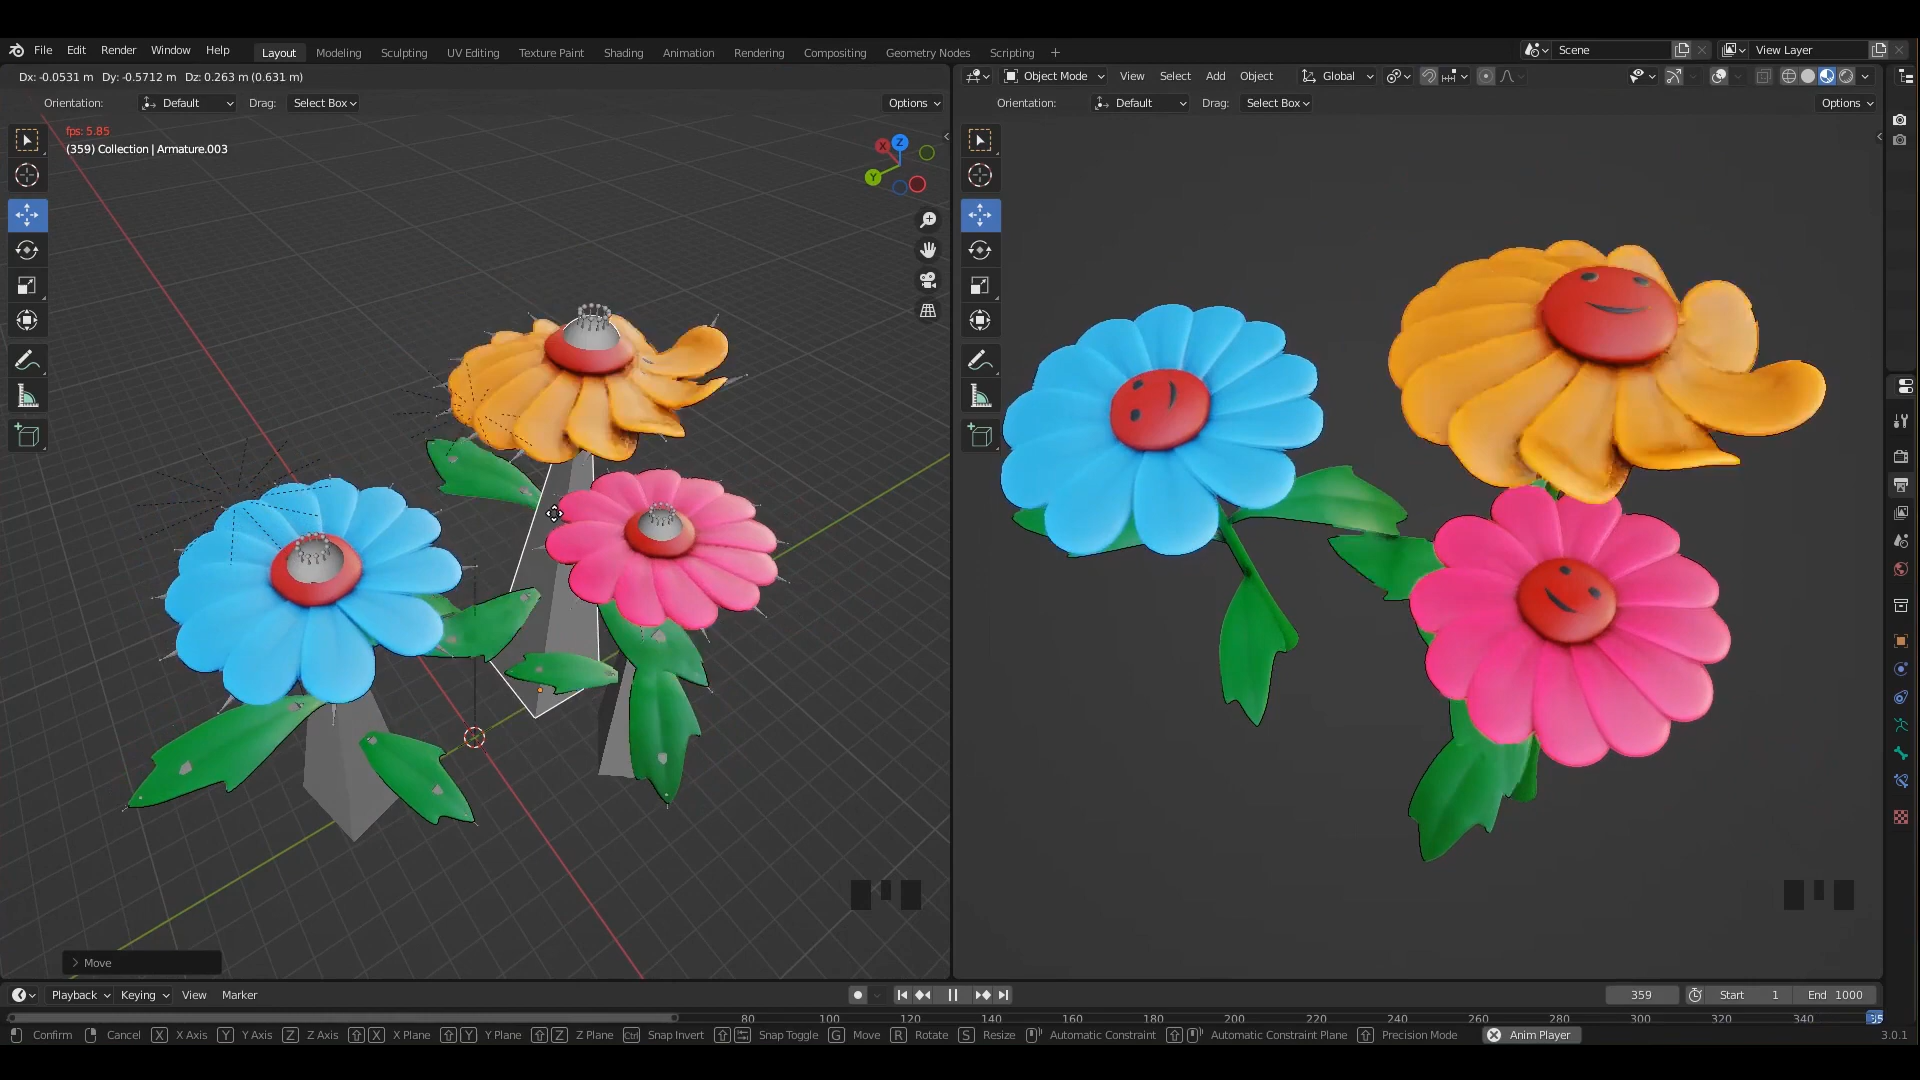 File Edit Render Window Help Layout Modeling Sculpting UV Editing Texture Paint Shading Animation Rendering Compositing Geometry Nodes Scripting + Scene View Layer
Dx: -0.0531 m Dy: -0.5712 m Dz: 0.263 m (0.631 m) Object Mode View Select Add Object Global
Orientation: Default Drag: Select Box Options Orientation: Default Drag: Select Box Options
fps: 5.85
(359) Collection | Armature.003
X Z Y
> Move
Playback Keying View Marker 359 Start 1 End 1000
80 100 120 140 160 180 200 220 240 260 280 300 320 340 35
Confirm Cancel X X Axis Y Y Axis Z Z Axis X X Plane Y Y Plane Z Z Plane Ctrl Snap Invert Snap Toggle G Move R Rotate S Resize Automatic Constraint Automatic Constraint Plane Precision Mode Anim Player 3.0.1